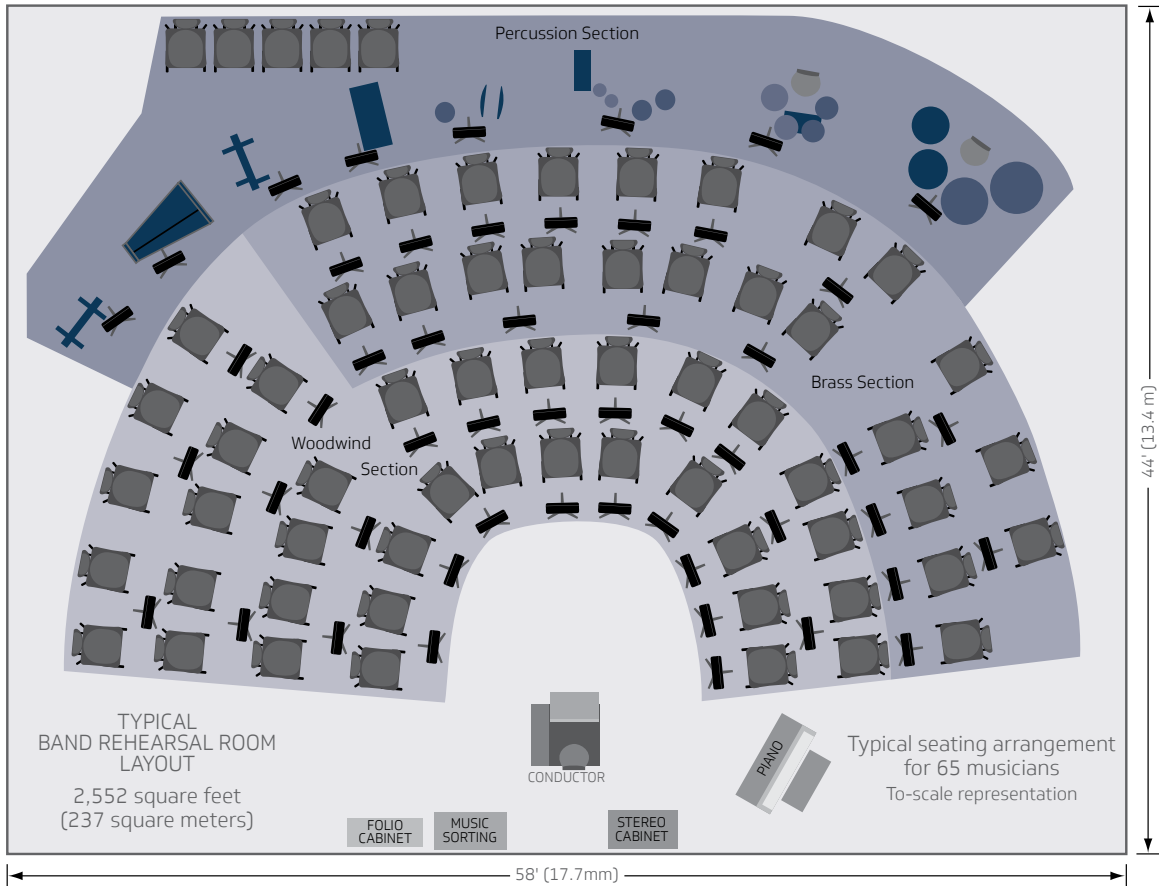 Percussion Section
Brass Section
Woodwind
Section
TYPICAL
BAND REHEARSAL ROOM
LAYOUT
2,552 square feet
(237 square meters)
CONDUCTOR
PIANO
Typical seating arrangement
for 65 musicians
To-scale representation
FOLIO
CABINET
MUSIC
SORTING
STEREO
CABINET
44' (13.4 m)
58' (17.7mm)